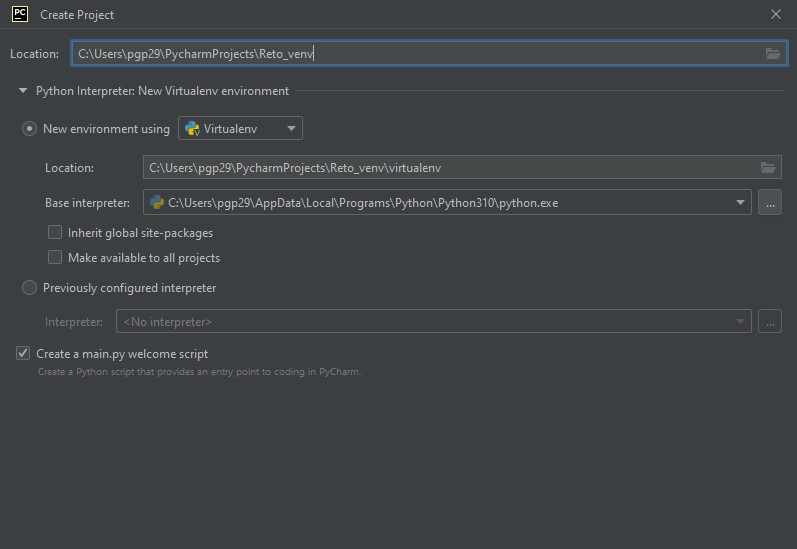 PC Create Project
Location: C:\Users\pgp29\PycharmProjects\Reto_venv
Python Interpreter: New Virtualenv environment
New environment using Virtualenv
Location: C:\Users\pgp29\PycharmProjects\Reto_venv\virtualenv
Base interpreter: C:\Users\pgp29\AppData\Local\Programs\Python\Python310\python.exe ...
Inherit global site-packages
Make available to all projects
Previously configured interpreter
Interpreter: <No interpreter> ...
Create a main.py welcome script
Create a Python script that provides an entry point to coding in PyCharm.